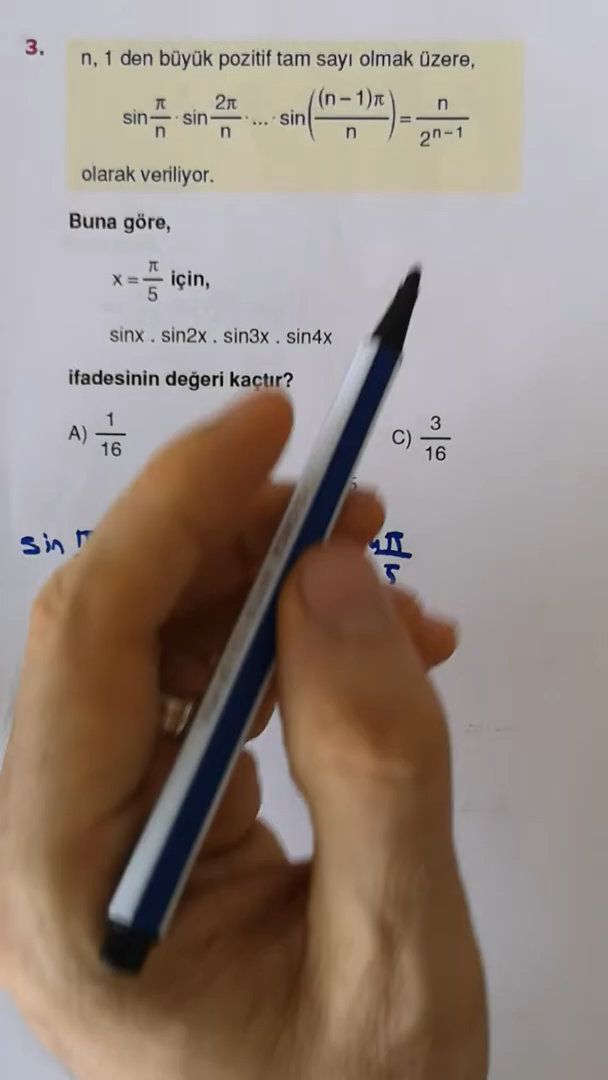 3.
n, 1 den büyük pozitif tam sayı olmak üzere,
sin π/n · sin 2π/n · ... · sin((n−1)π/n) = n/2ⁿ⁻¹
olarak veriliyor.
Buna göre,
x = π/5 için,
sinx . sin2x . sin3x . sin4x
ifadesinin değeri kaçtır?
A) 1/16 C) 3/16
sin π 4π/5